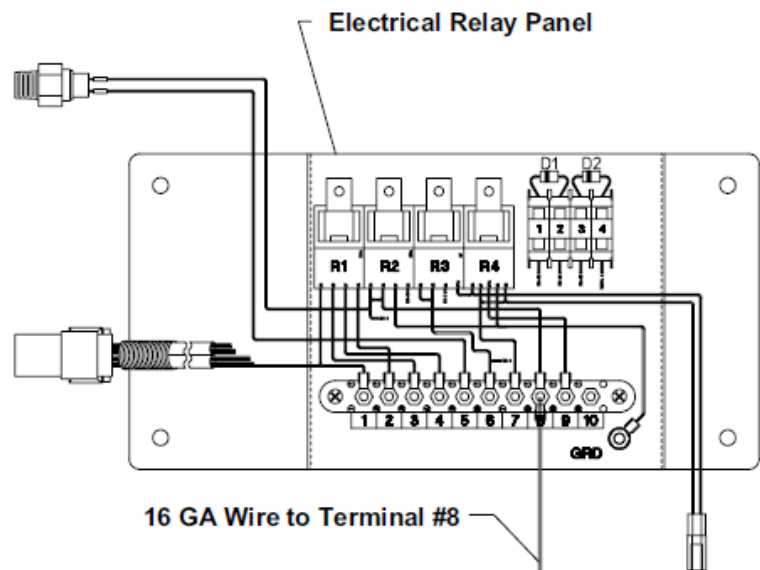 Electrical Relay Panel
D1 D2
1 2 3 4
R1 R2 R3 R4
1 2 3 4 5 6 7 8 9 10
GRD
16 GA Wire to Terminal #8